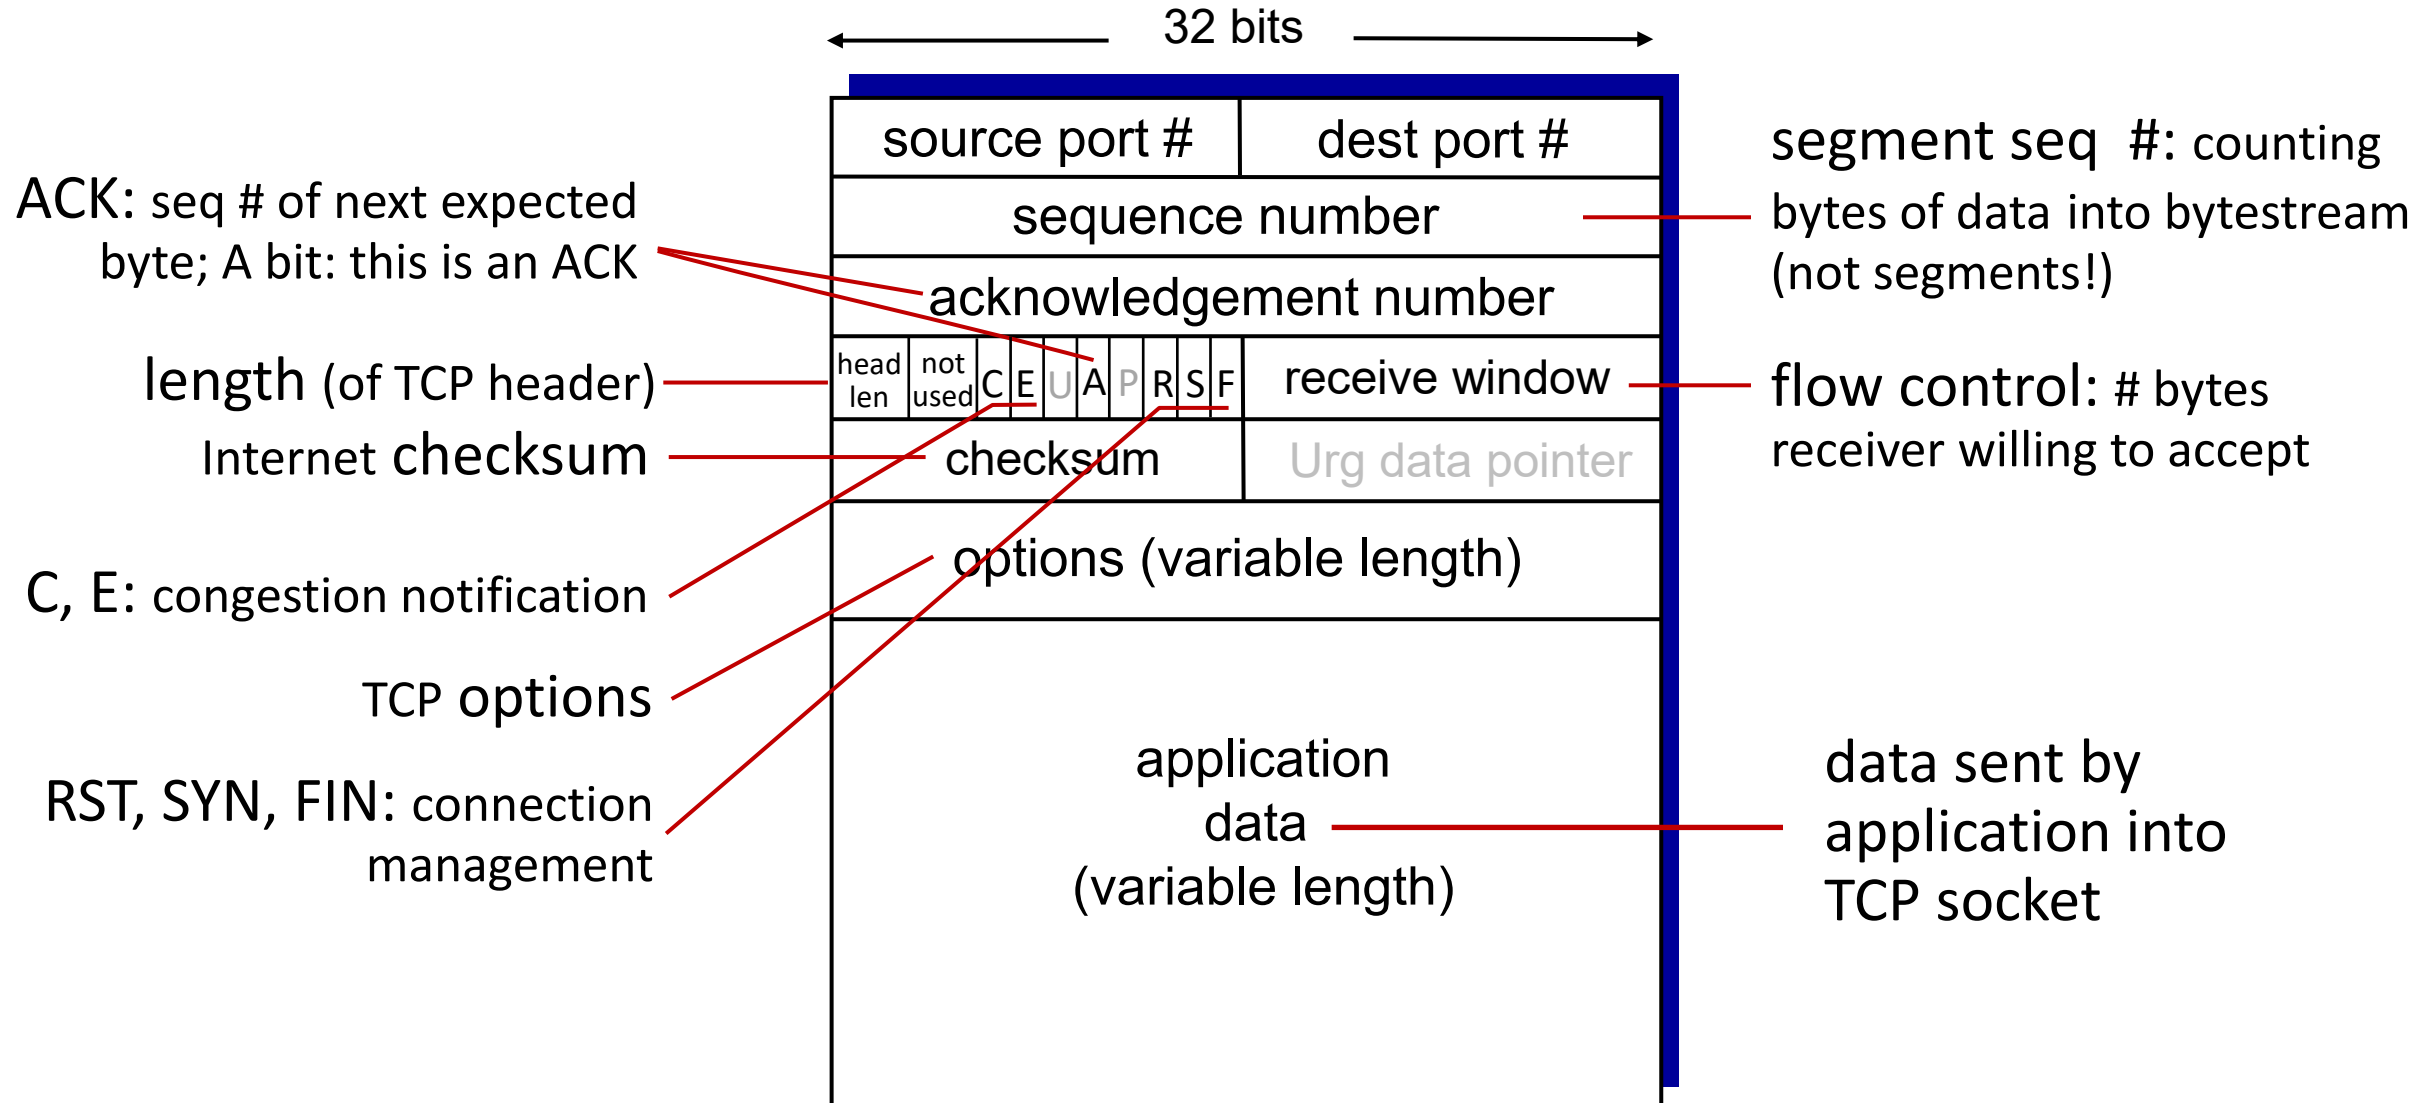 32 bits
source port #
dest port #
sequence number
acknowledgement number
head
len
not
used
C
E
U
A
P
R
S
F
receive window
checksum
Urg data pointer
options (variable length)
application
data
(variable length)
ACK: seq # of next expected
byte; A bit: this is an ACK
length (of TCP header)
Internet checksum
C, E: congestion notification
TCP options
RST, SYN, FIN: connection
management
segment seq #: counting
bytes of data into bytestream
(not segments!)
flow control: # bytes
receiver willing to accept
data sent by
application into
TCP socket